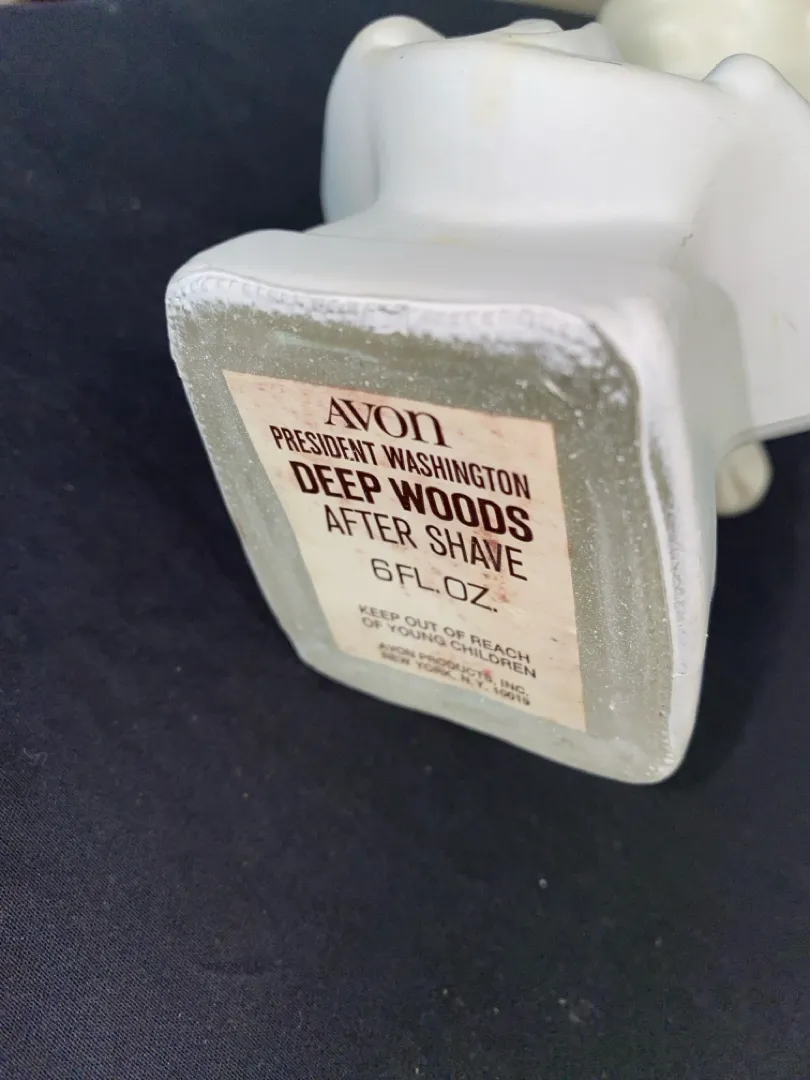 AVON
PRESIDENT WASHINGTON
DEEP WOODS
AFTER SHAVE
6 FL. OZ.
KEEP OUT OF REACH
OF YOUNG CHILDREN
AVON PRODUCTS, INC.
NEW YORK, N.Y. 10019